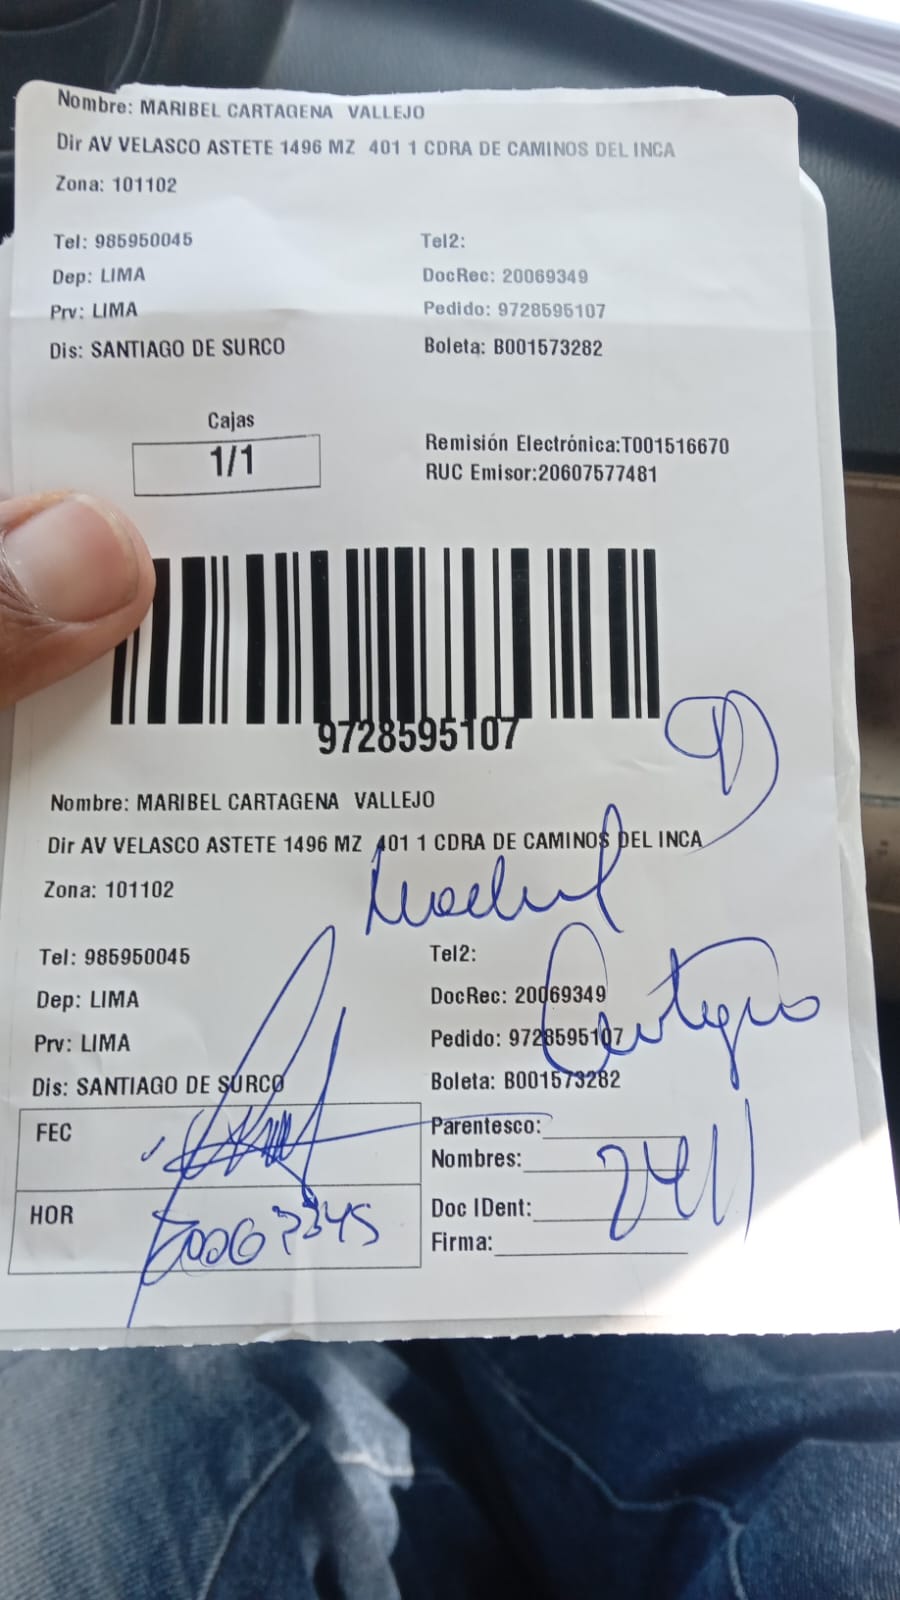 Nombre: MARIBEL CARTAGENA VALLEJO
Dir AV VELASCO ASTETE 1496 MZ 401 1 CDRA DE CAMINOS DEL INCA
Zona: 101102
Tel: 985950045 Tel2:
Dep: LIMA DocRec: 20069349
Prv: LIMA Pedido: 9728595107
Dis: SANTIAGO DE SURCO Boleta: B001573282
Cajas
1/1
Remisión Electrónica:T001516670
RUC Emisor:20607577481
9728595107
Nombre: MARIBEL CARTAGENA VALLEJO
Dir AV VELASCO ASTETE 1496 MZ 401 1 CDRA DE CAMINOS DEL INCA
Zona: 101102
Tel: 985950045 Tel2:
Dep: LIMA DocRec: 20069349
Prv: LIMA Pedido: 9728595107
Dis: SANTIAGO DE SURCO Boleta: B001573282
FEC Parentesco:
Nombres:
HOR Doc IDent:
Firma: